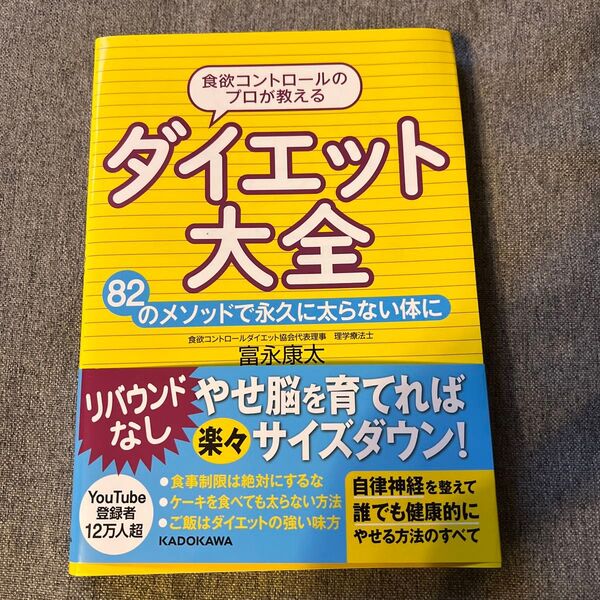 食欲コントロールの
プロが教える
ダイエット
大全
82のメソッドで永久に太らない体に
食欲コントロールダイエット協会代表理事 理学療法士
富永康太
リバウンド
なし
やせ脳を育てれば
楽々サイズダウン!
YouTube
登録者
12万人超
・食事制限は絶対にするな
・ケーキを食べても太らない方法
・ご飯はダイエットの強い味方
KADOKAWA
自律神経を整えて
誰でも健康的に
やせる方法のすべて